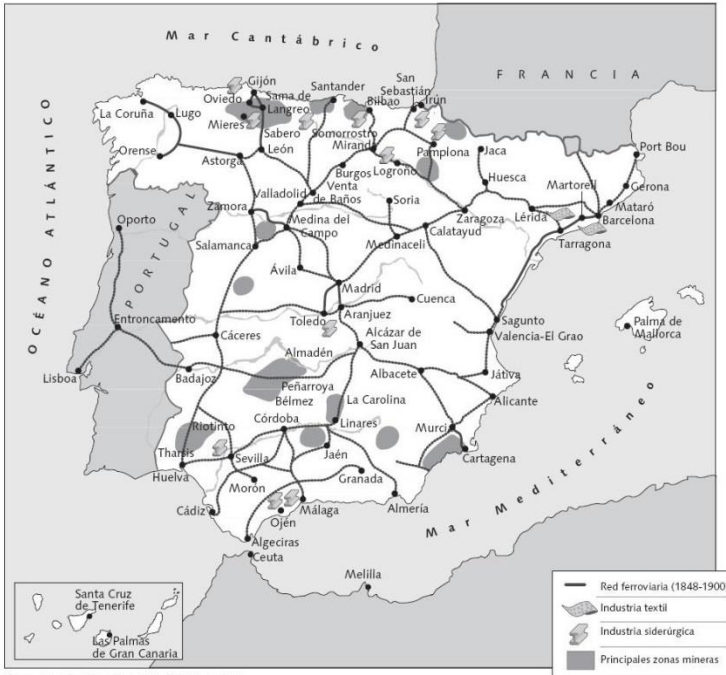 Mar Cantábrico
FRANCIA
OCÉANO ATLÁNTICO
PORTUGAL
Mar Mediterráneo
Gijón
Oviedo
Sama de
Langreo
Mieres
Sabero
León
La Coruña
Lugo
Orense
Astorga
Santander
Somorrostro
Bilbao
Miranda
San
Sebastián
Irún
Pamplona
Logroño
Burgos
Jaca
Huesca
Port Bou
Gerona
Mataró
Martorell
Barcelona
Tarragona
Lérida
Zaragoza
Calatayud
Soria
Medinaceli
Valladolid
Venta
de Baños
Zamora
Medina del
Campo
Salamanca
Ávila
Oporto
Entroncamento
Lisboa
Madrid
Toledo
Aranjuez
Cuenca
Alcázar de
San Juan
Cáceres
Badajoz
Almadén
Peñarroya
Bélmez
Albacete
Sagunto
Valencia-El Grao
Játiva
Alicante
Palma de
Mallorca
La Carolina
Linares
Córdoba
Jaén
Murci
Cartagena
Riotinto
Tharsis
Huelva
Sevilla
Morón
Granada
Cádiz
Ojén
Málaga
Almería
Algeciras
Ceuta
Melilla
Santa Cruz
de Tenerife
Las Palmas
de Gran Canaria
Red ferroviaria (1848-1900)
Industria textil
Industria siderúrgica
Principales zonas mineras